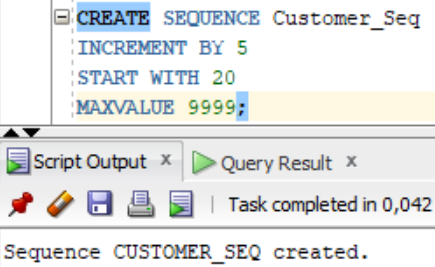 CREATE SEQUENCE Customer_Seq
INCREMENT BY 5
START WITH 20
MAXVALUE 9999;
Script Output x Query Result x
Task completed in 0,042
Sequence CUSTOMER_SEQ created.